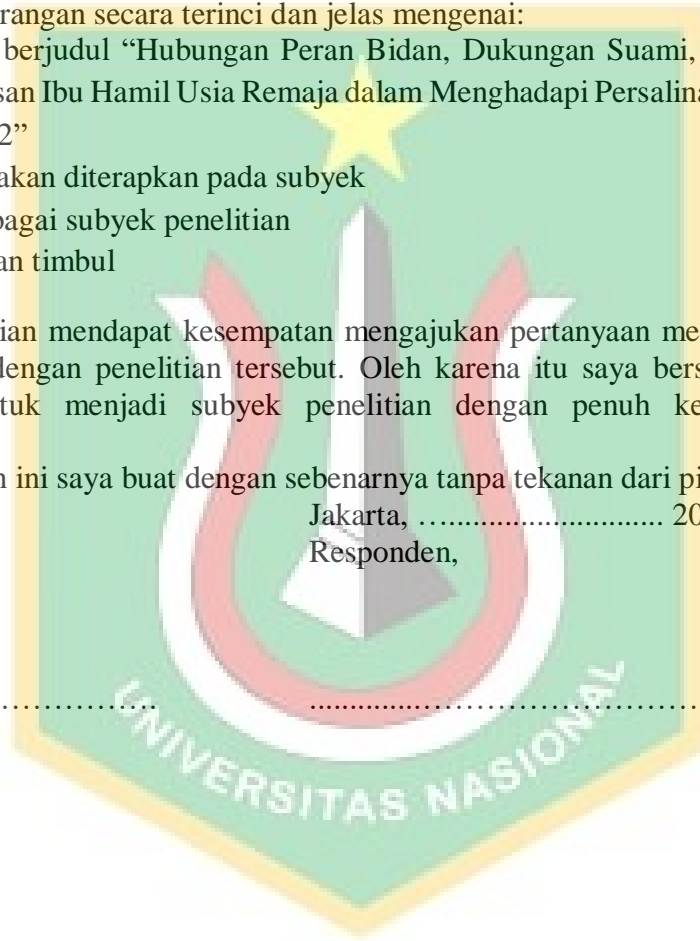 rangan secara terinci dan jelas mengenai:
berjudul “Hubungan Peran Bidan, Dukungan Suami,
san Ibu Hamil Usia Remaja dalam Menghadapi Persalina
2”
akan diterapkan pada subyek
bagai subyek penelitian
an timbul
ian mendapat kesempatan mengajukan pertanyaan me
dengan penelitian tersebut. Oleh karena itu saya bers
tuk menjadi subyek penelitian dengan penuh ke
n ini saya buat dengan sebenarnya tanpa tekanan dari pi
Jakarta, …............................ 20
Responden,
……………. ...............………………………
UNIVERSITAS NASIONAL